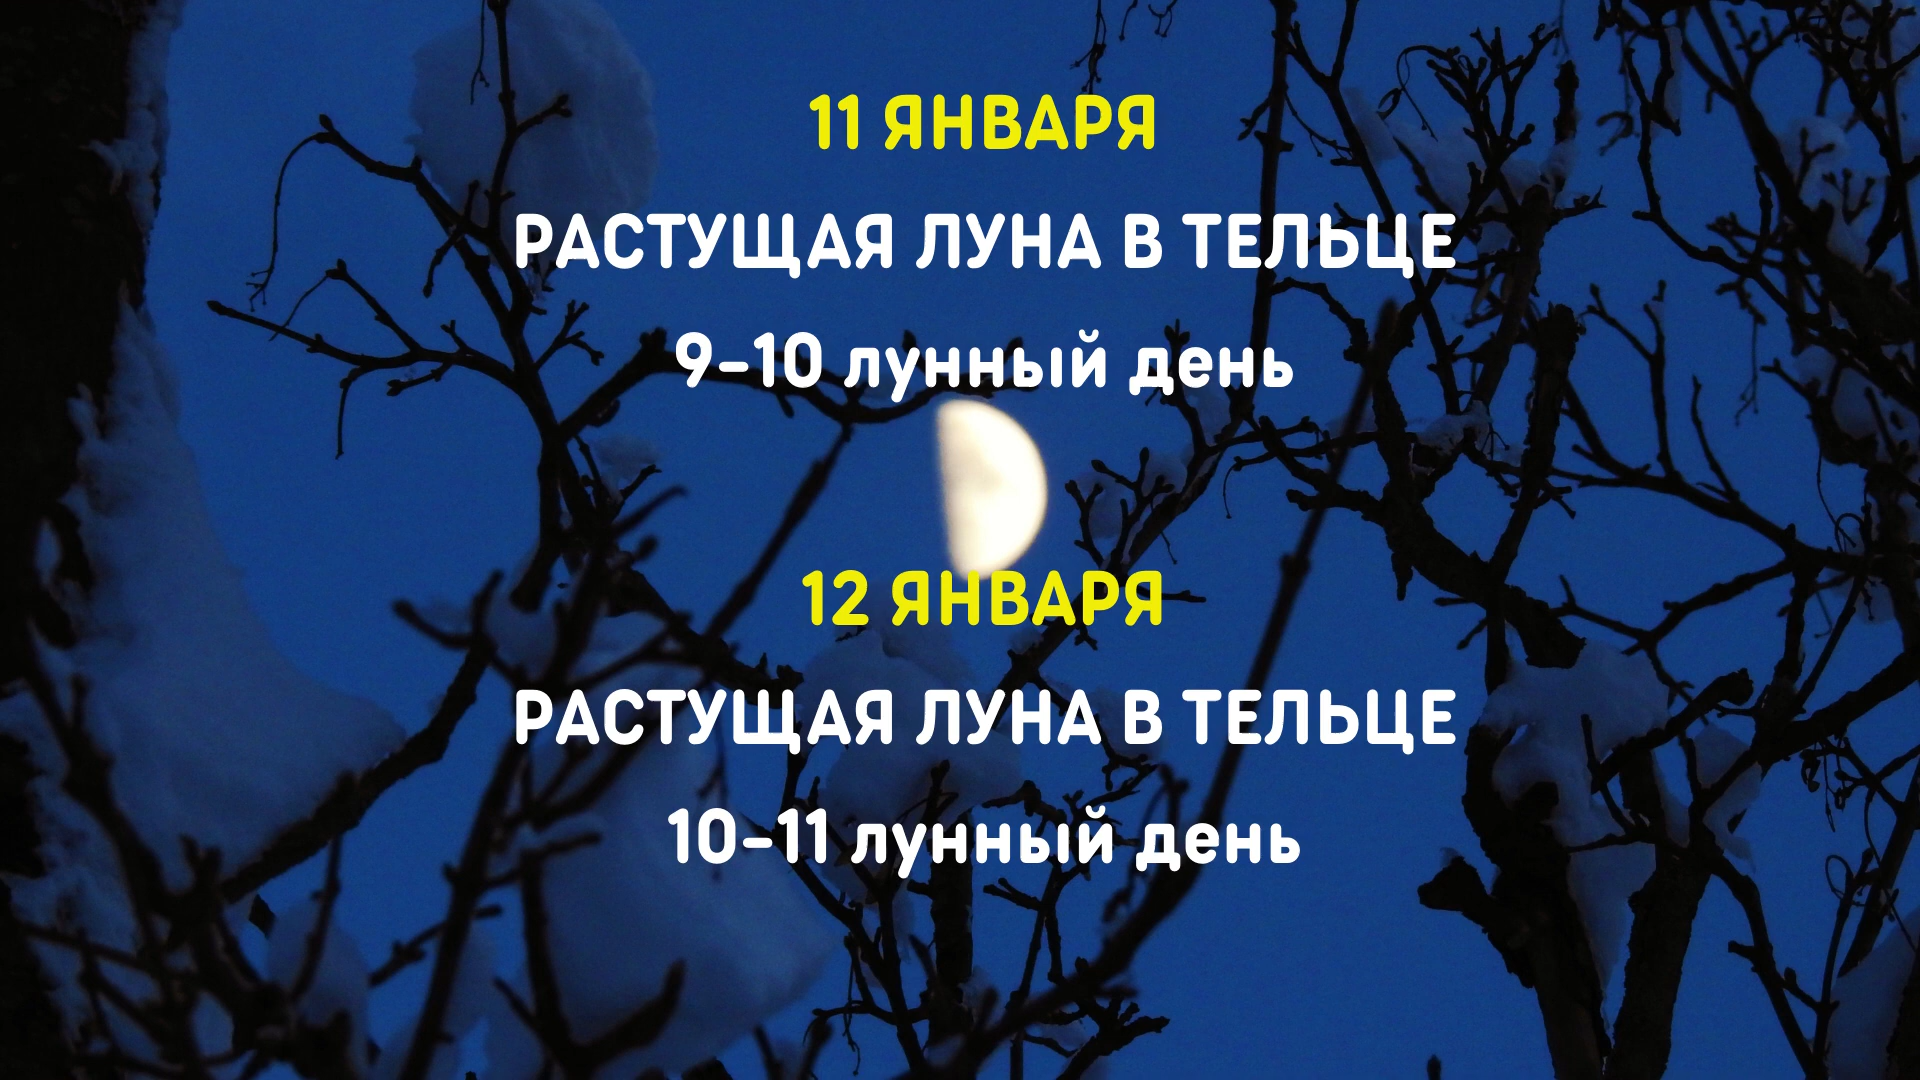 11 ЯНВАРЯ
РАСТУЩАЯ ЛУНА В ТЕЛЬЦЕ
9-10 лунный день
12 ЯНВАРЯ
РАСТУЩАЯ ЛУНА В ТЕЛЬЦЕ
10-11 лунный день